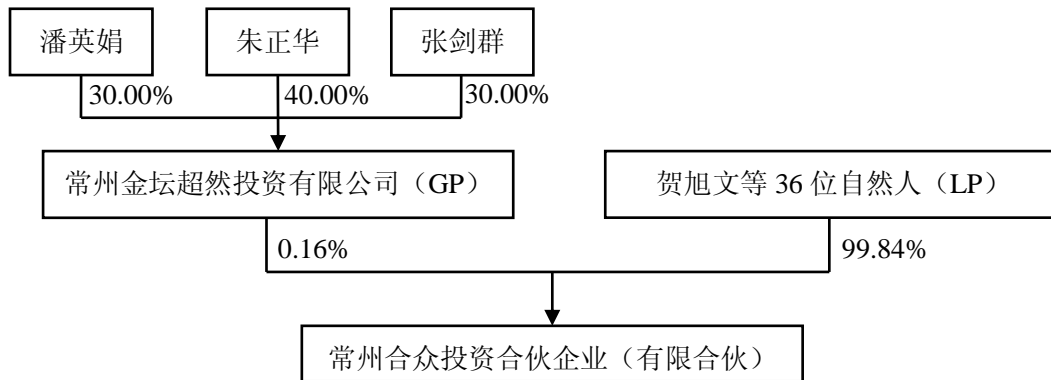 潘英娟
朱正华
张剑群
30.00%
40.00%
30.00%
常州金坛超然投资有限公司（GP）
贺旭文等 36 位自然人（LP）
0.16%
99.84%
常州合众投资合伙企业（有限合伙）